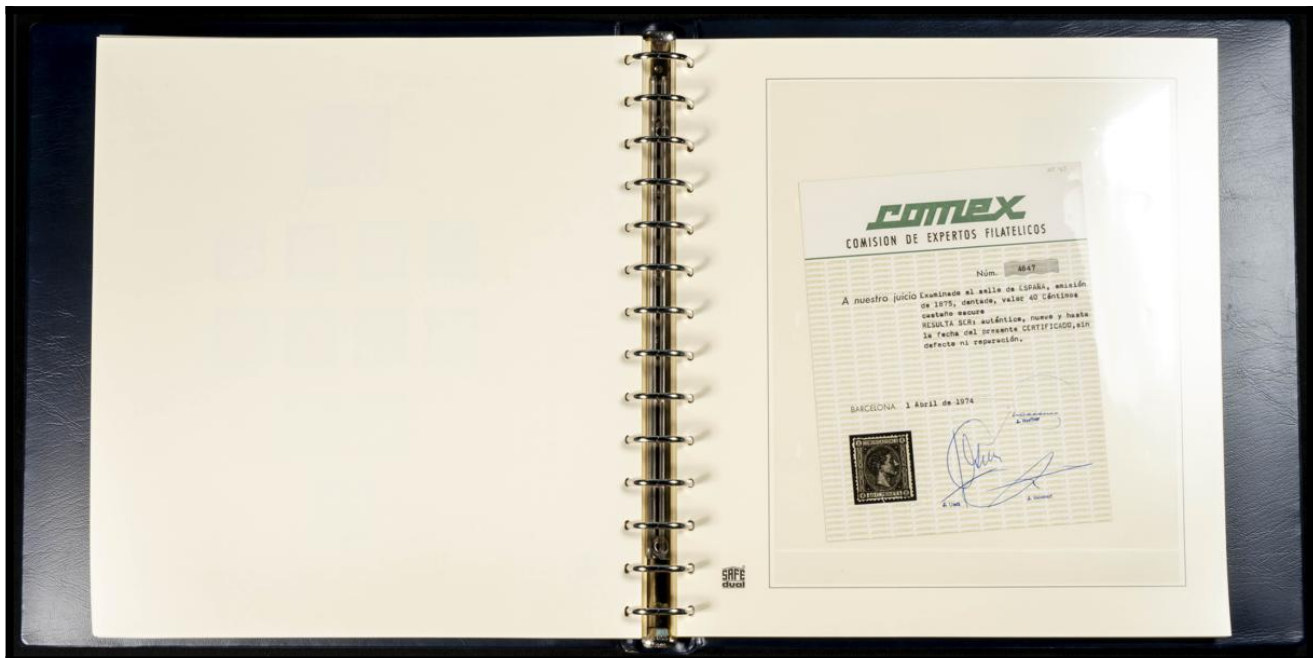 comex
COMISION DE EXPERTOS FILATELICOS
Núm. 4647
A nuestro juicio Examinado el sello de ESPAÑA, emisión
de 1875, dentado, valor 40 Céntimos
castaño oscuro
RESULTA SER: auténtico, nuevo y hasta
la fecha del presente CERTIFICADO, sin
defecto ni reparación.
BARCELONA 1 Abril de 1974
SAFE
dual